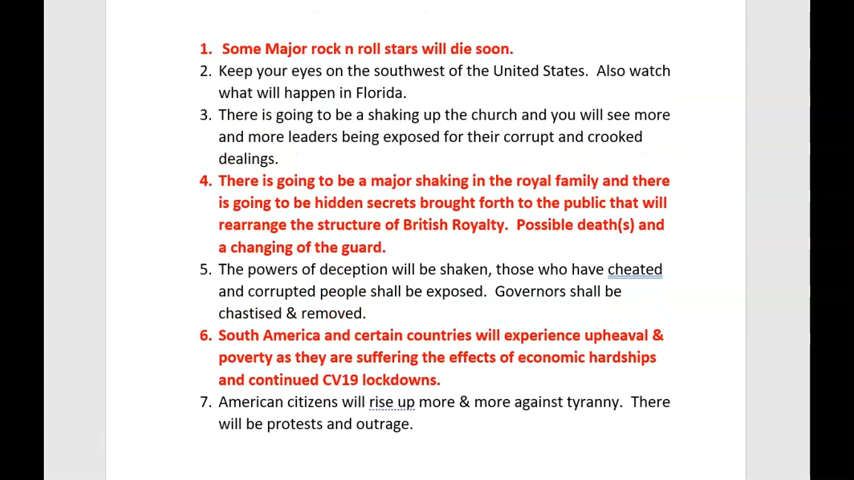 1. Some Major rock n roll stars will die soon.
2. Keep your eyes on the southwest of the United States. Also watch
what will happen in Florida.
3. There is going to be a shaking up the church and you will see more
and more leaders being exposed for their corrupt and crooked
dealings.
4. There is going to be a major shaking in the royal family and there
is going to be hidden secrets brought forth to the public that will
rearrange the structure of British Royalty. Possible death(s) and
a changing of the guard.
5. The powers of deception will be shaken, those who have cheated
and corrupted people shall be exposed. Governors shall be
chastised & removed.
6. South America and certain countries will experience upheaval &
poverty as they are suffering the effects of economic hardships
and continued CV19 lockdowns.
7. American citizens will rise up more & more against tyranny. There
will be protests and outrage.